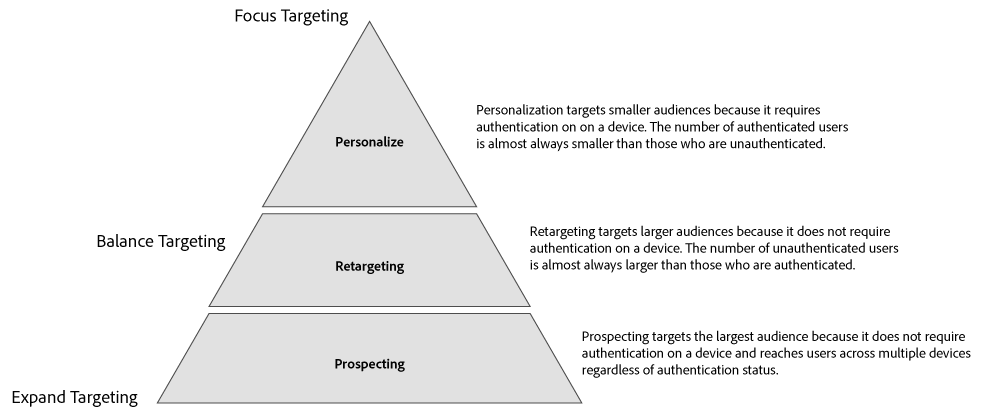 Focus Targeting
Personalization targets smaller audiences because it requires
authentication on on a device. The number of authenticated users
is almost always smaller than those who are unauthenticated.
Personalize
Balance Targeting
Retargeting targets larger audiences because it does not require
authentication on a device. The number of unauthenticated users
is almost always larger than those who are authenticated.
Retargeting
Prospecting targets the largest audience because it does not require
authentication on a device and reaches users across multiple devices
regardless of authentication status.
Prospecting
Expand Targeting